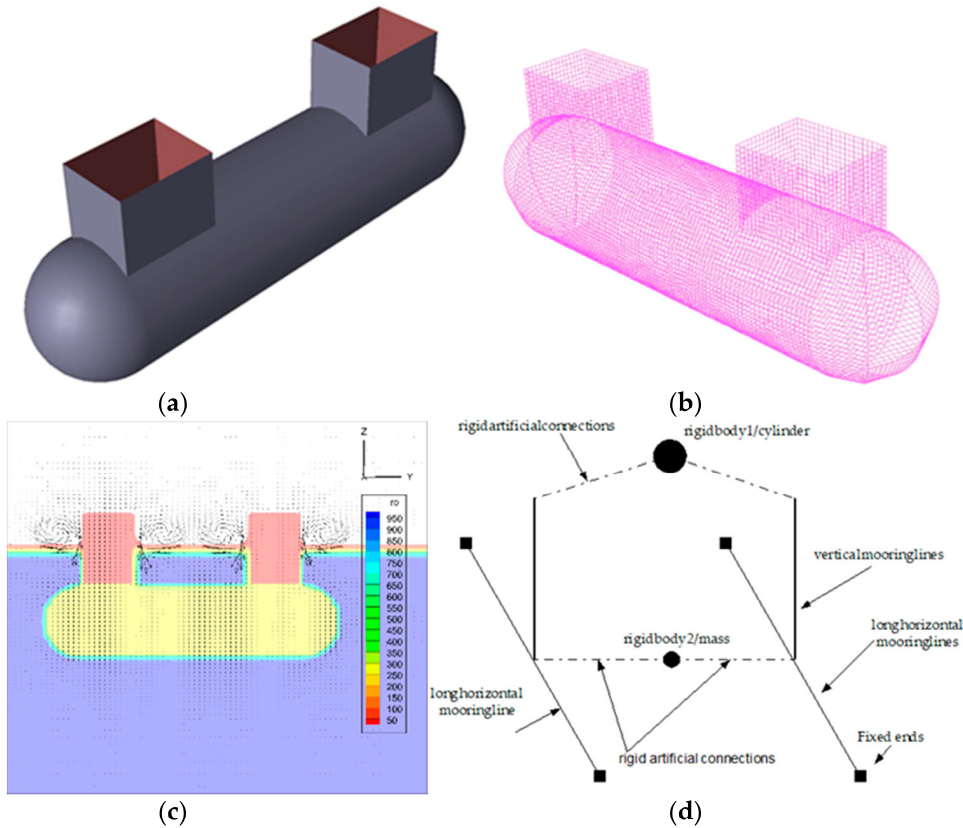 (a)
(b)
Z
Y
ro
950
900
850
800
750
700
650
600
550
500
450
400
350
300
250
200
150
100
50
(c)
rigidartificialconnections
rigidbody1/cylinder
verticalmooringlines
longhorizontal
mooringlines
rigidbody2/mass
longhorizontal
mooringline
Fixed ends
rigid artificial connections
(d)